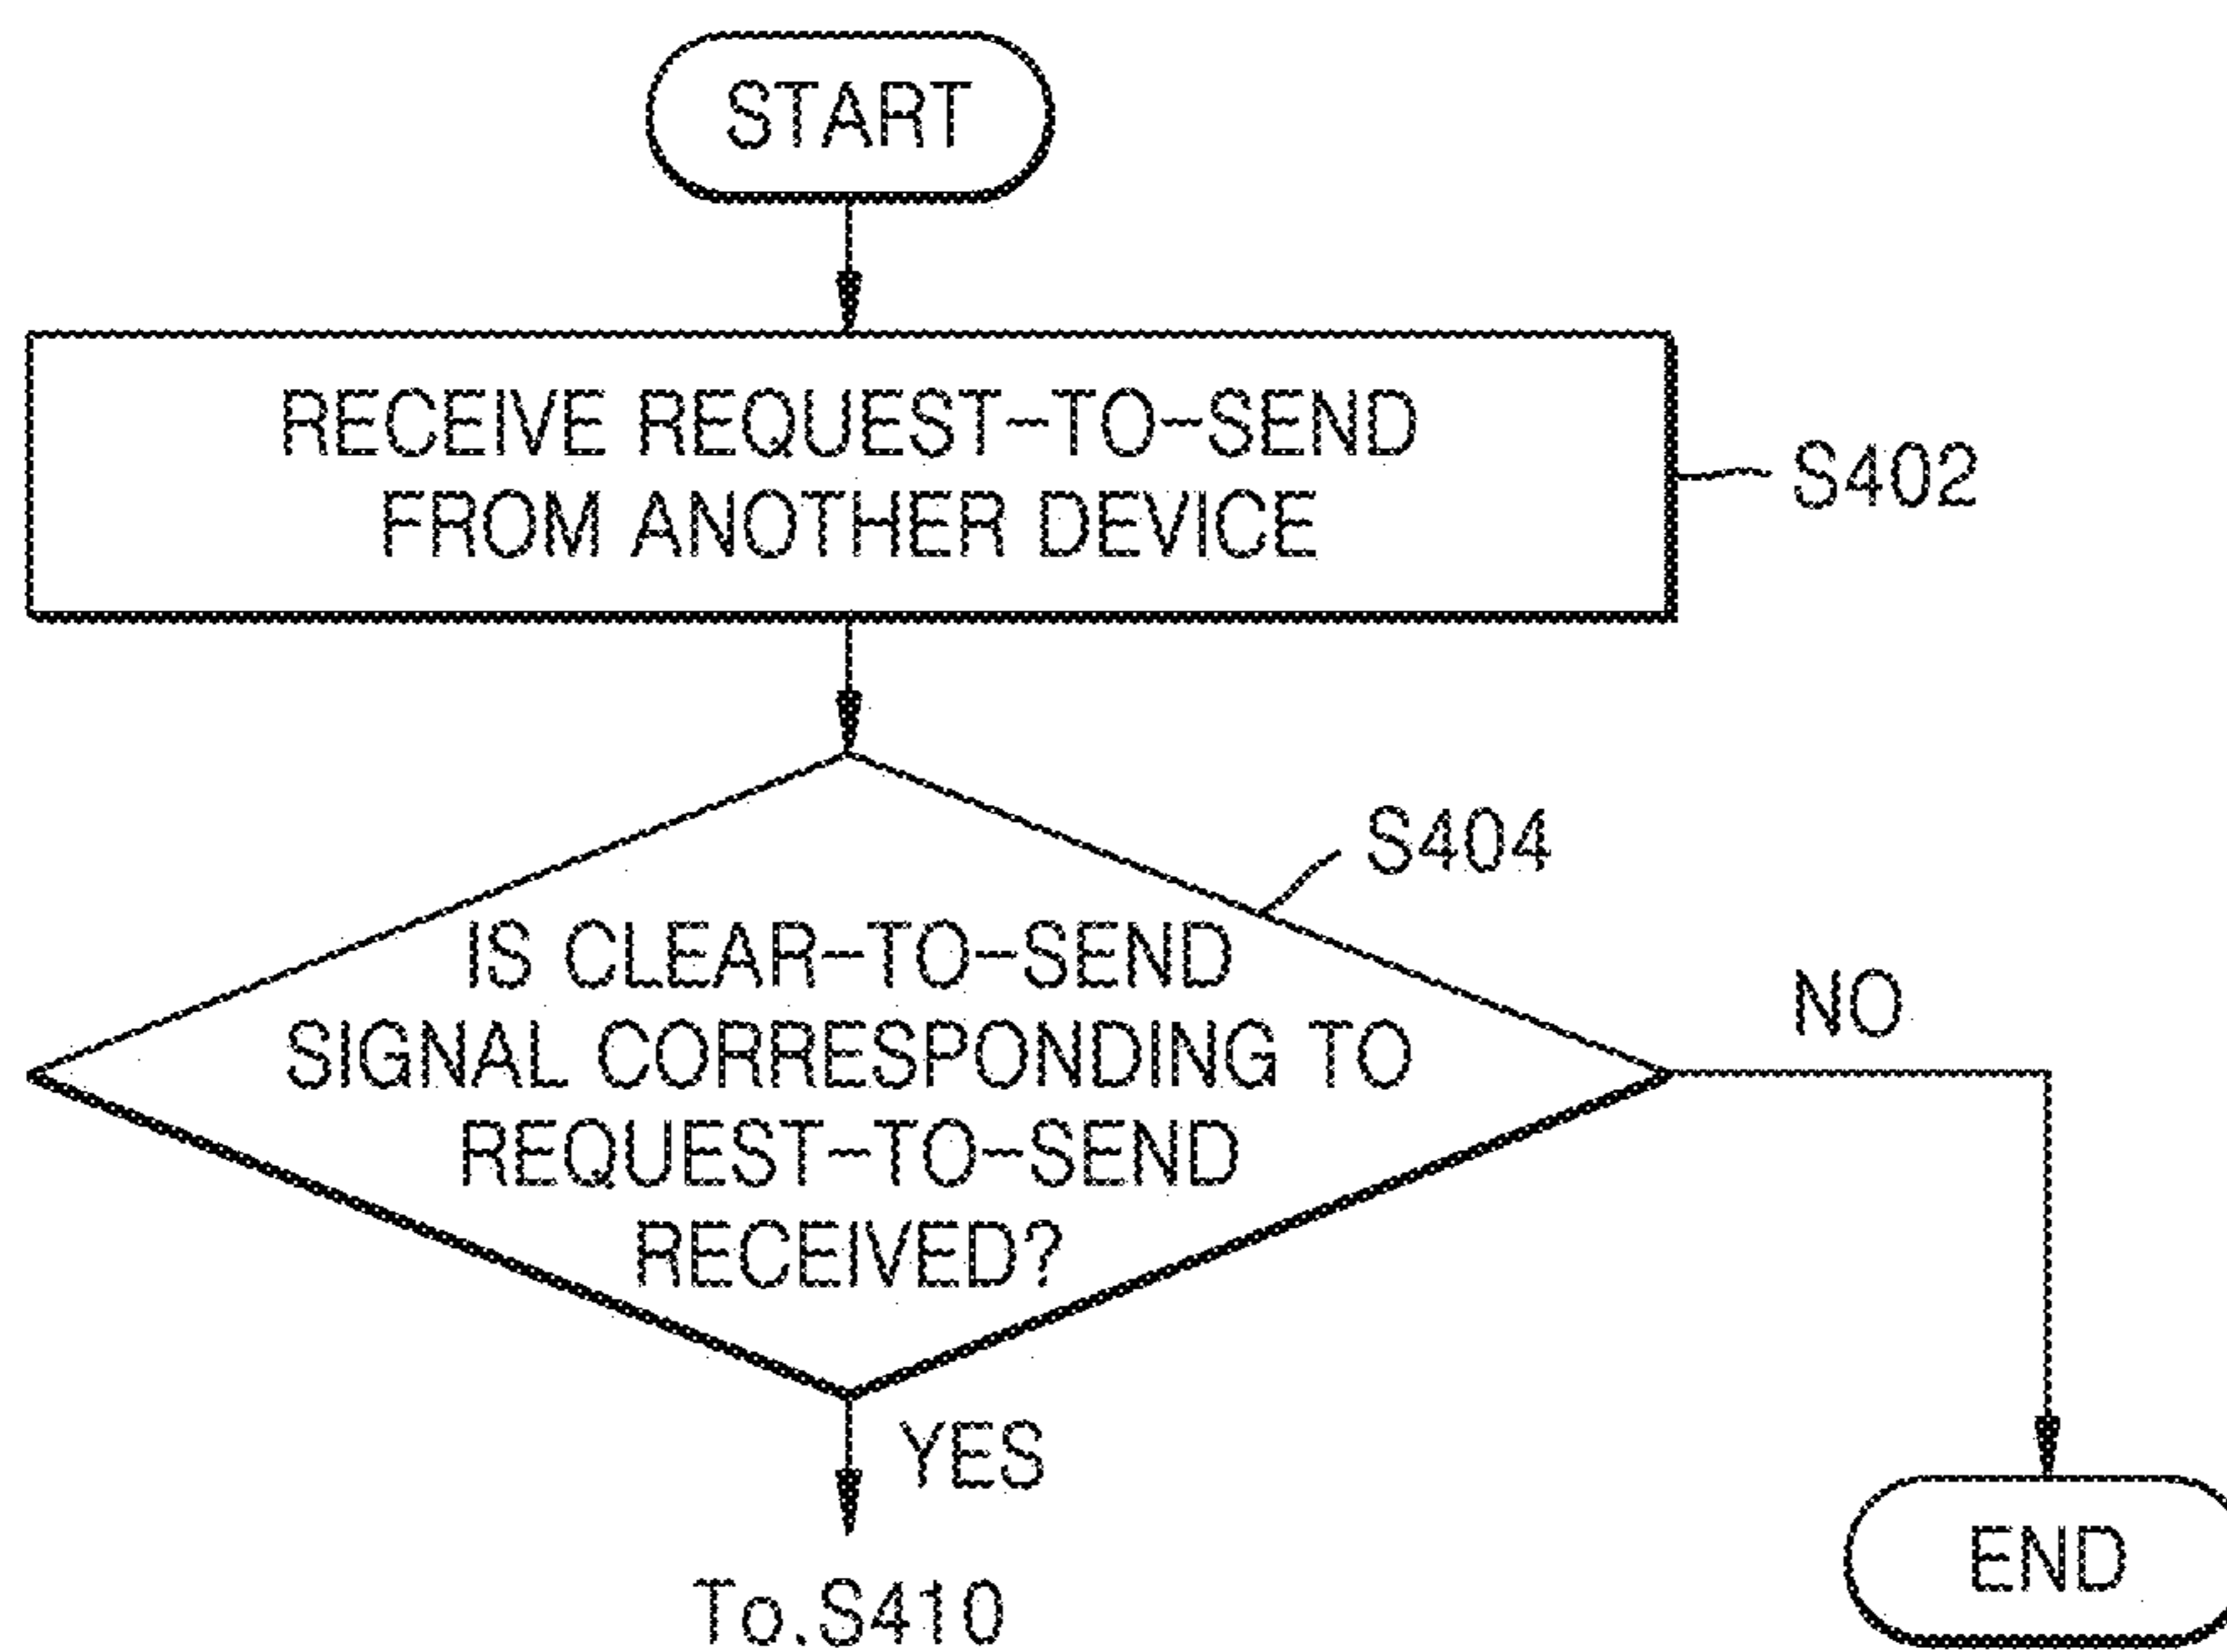 START
RECEIVE REQUEST-TO-SEND
FROM ANOTHER DEVICE
S402
S404
IS CLEAR-TO-SEND
SIGNAL CORRESPONDING TO
REQUEST-TO-SEND
RECEIVED?
NO
YES
To.S410
END